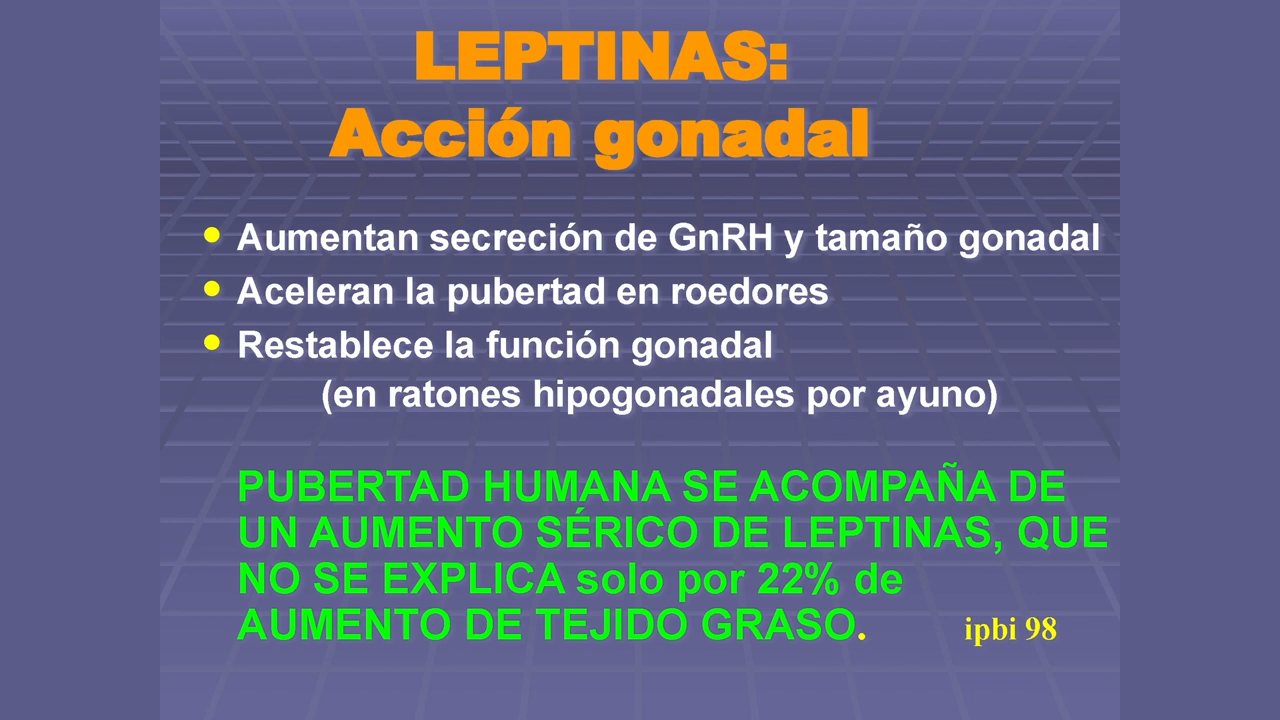 LEPTINAS:
Acción gonadal
• Aumentan secreción de GnRH y tamaño gonadal
• Aceleran la pubertad en roedores
• Restablece la función gonadal
(en ratones hipogonadales por ayuno)
PUBERTAD HUMANA SE ACOMPAÑA DE
UN AUMENTO SÉRICO DE LEPTINAS, QUE
NO SE EXPLICA solo por 22% de
AUMENTO DE TEJIDO GRASO. ipbi 98